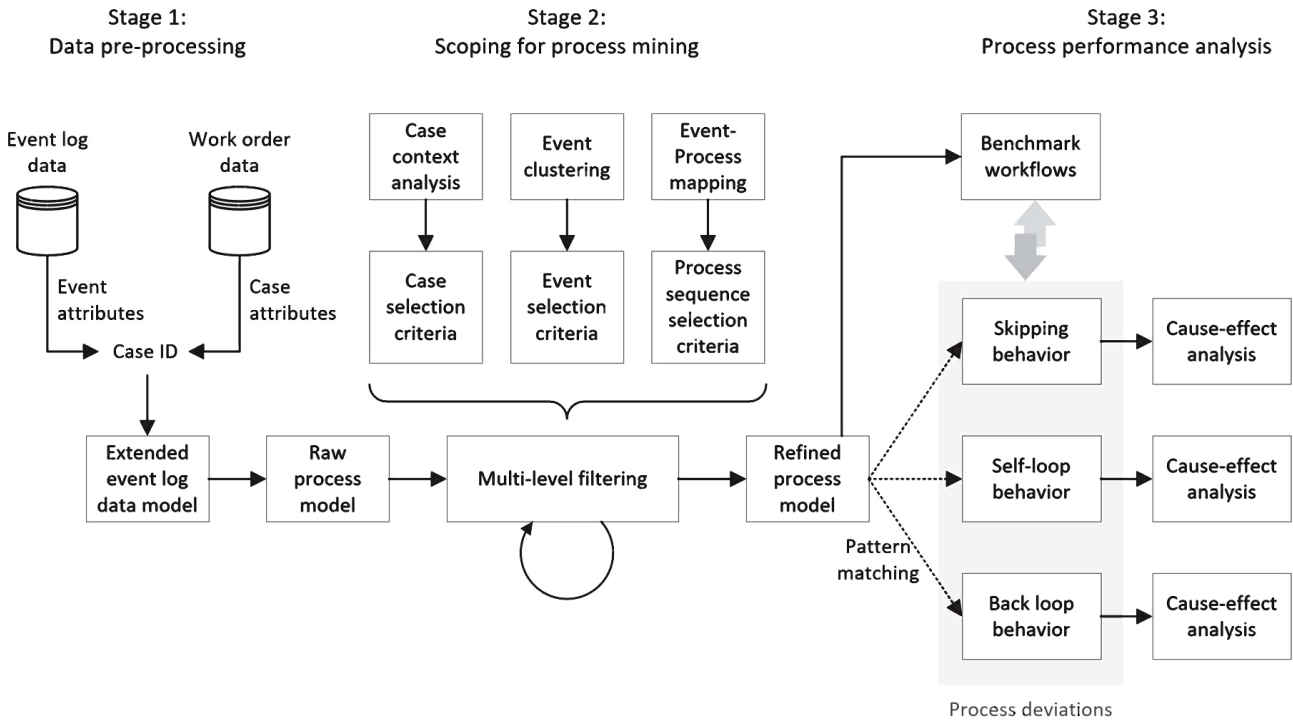 Stage 1:
Data pre-processing
Stage 2:
Scoping for process mining
Stage 3:
Process performance analysis
Event log
data
Work order
data
Event
attributes
Case
attributes
Case ID
Extended
event log
data model
Raw
process
model
Case
context
analysis
Event
clustering
Event-
Process
mapping
Case
selection
criteria
Event
selection
criteria
Process
sequence
selection
criteria
Multi-level filtering
Refined
process
model
Pattern
matching
Benchmark
workflows
Skipping
behavior
Cause-effect
analysis
Self-loop
behavior
Cause-effect
analysis
Back loop
behavior
Cause-effect
analysis
Process deviations